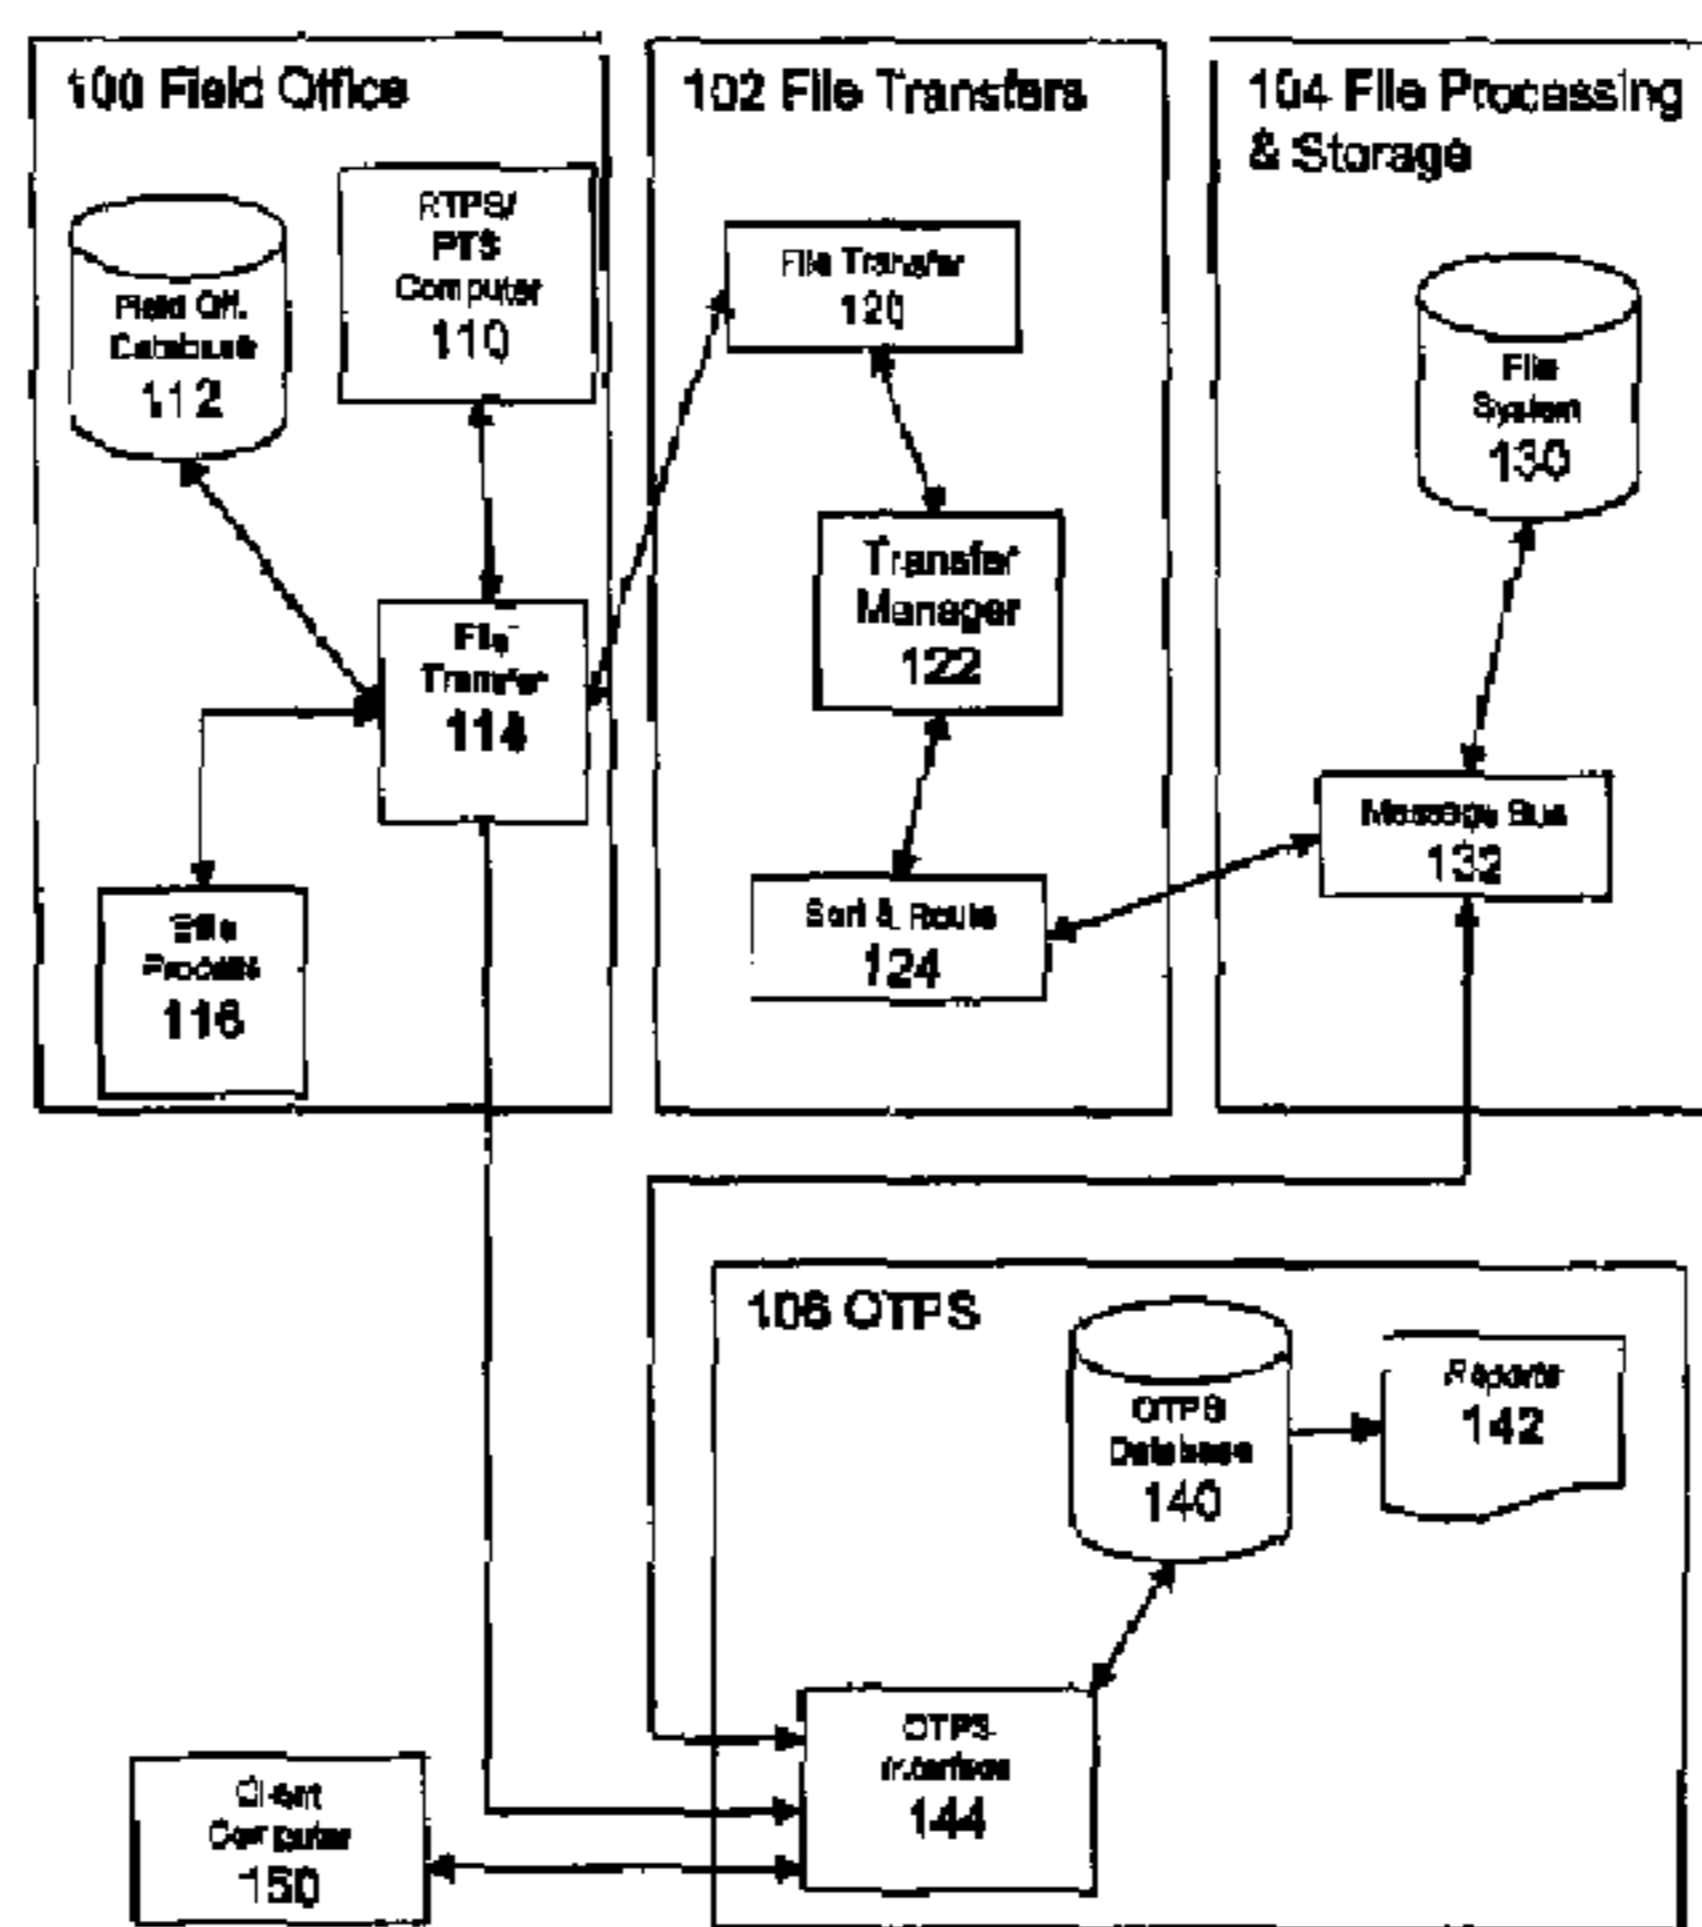 100 Field Office
RTPS/
PTS
Computer
110
Field Off.
Database
112
File
Transfer
114
Process
116
102 File Transfers
File Transfer
120
Transfer
Manager
122
Sort & Route
124
104 File Processing
& Storage
File
System
130
Message Bus
132
106 OTPS
OTPS
Database
140
Reports
142
OTPS
Interface
144
Client
Computer
150